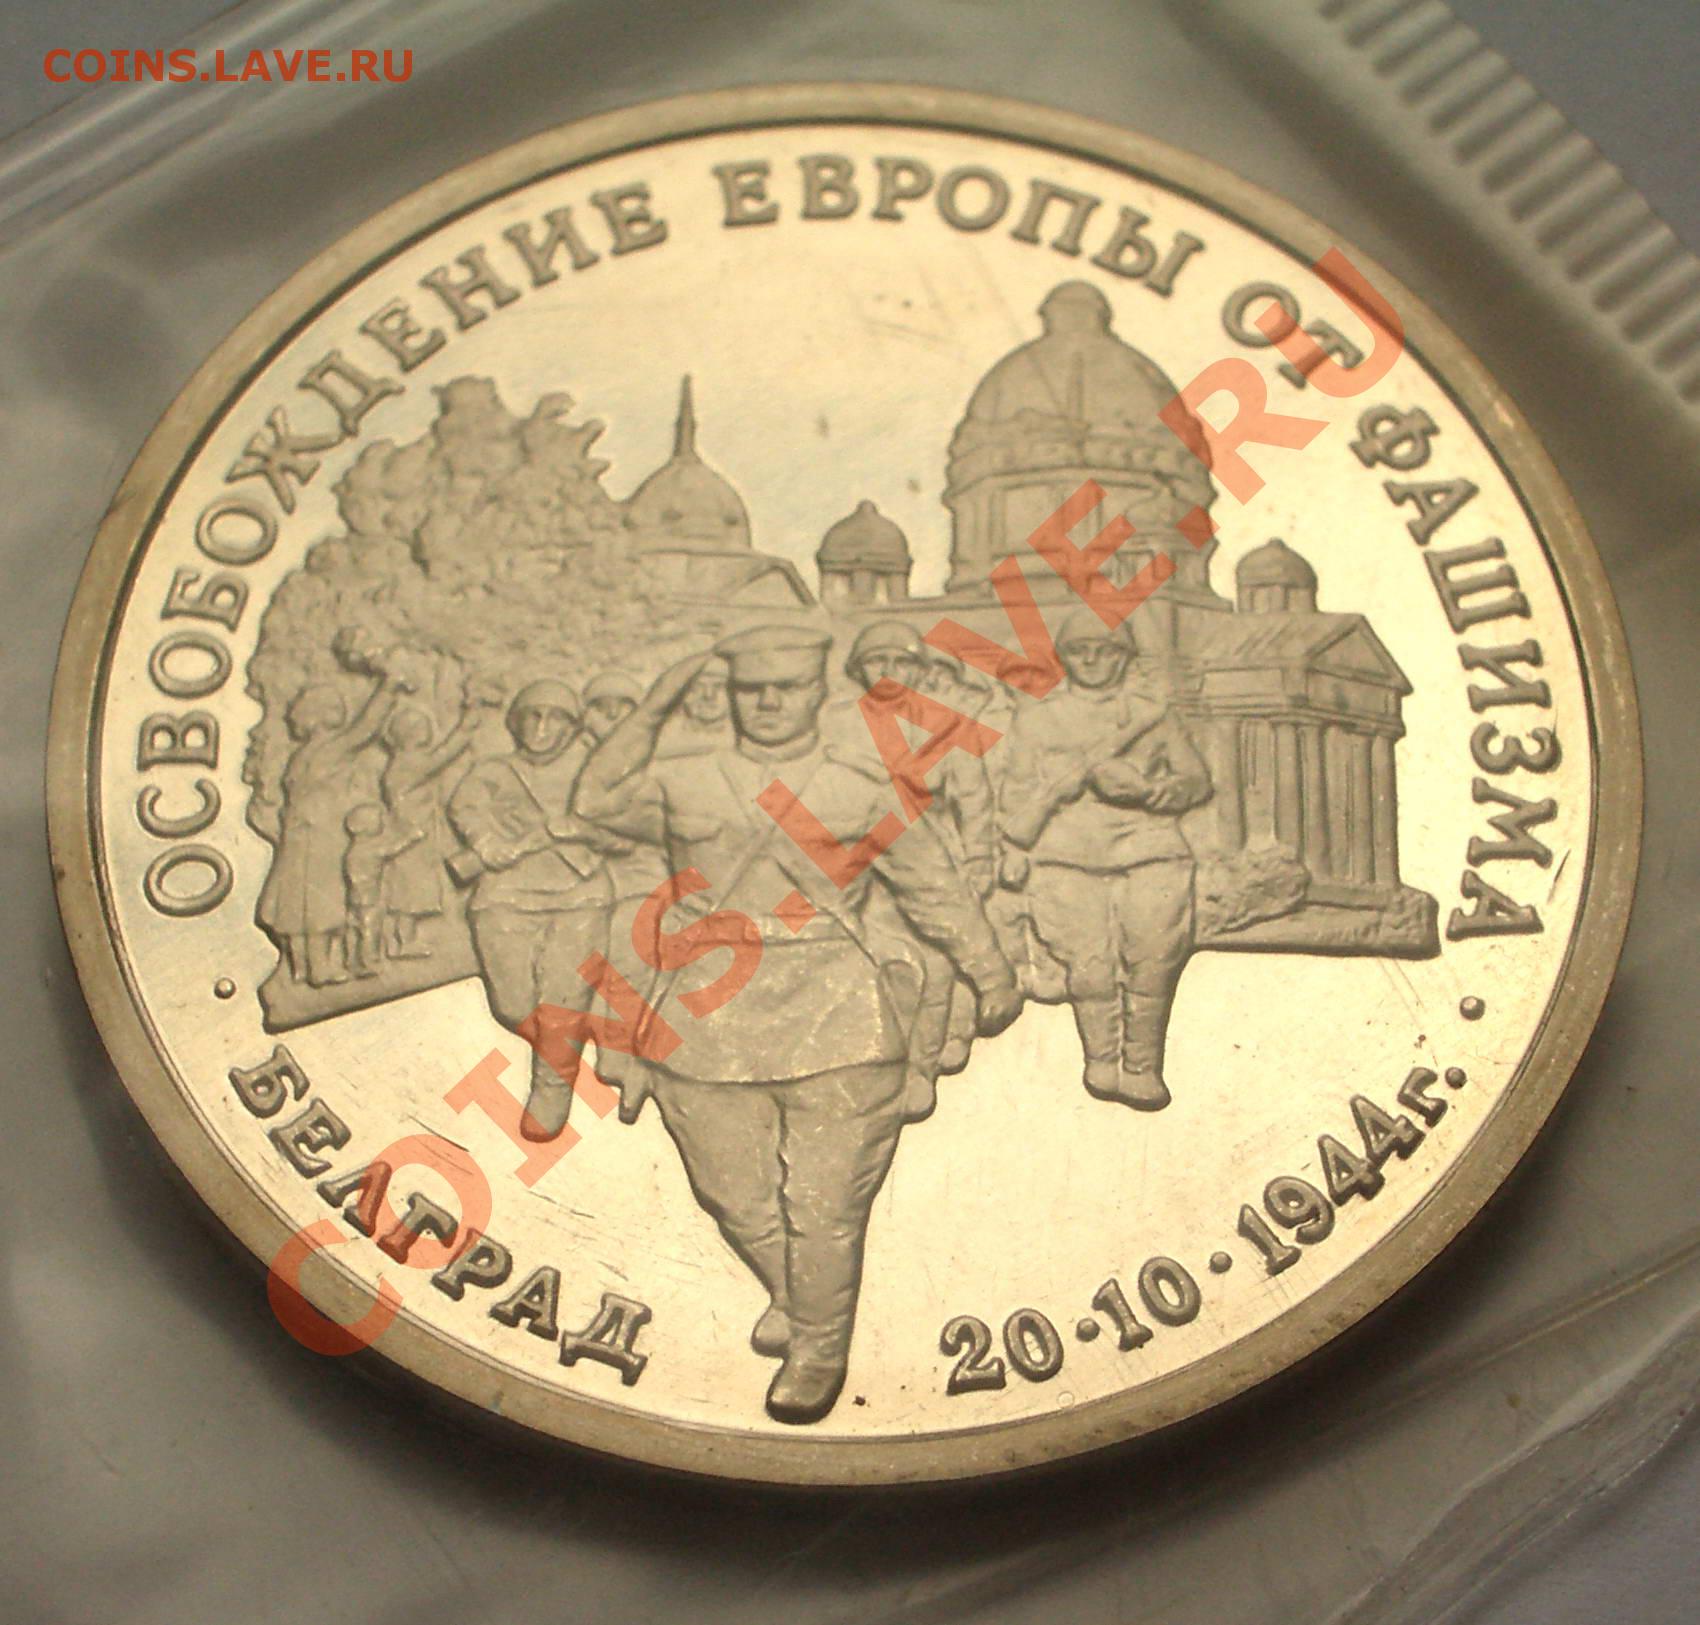 COINS.LAVE.RU
ОСВОБОЖДЕНИЕ ЕВРОПЫ ОТ ФАШИЗМА
· БЕЛГРАД
20·10·1944г.·
COINS.LAVE.RU